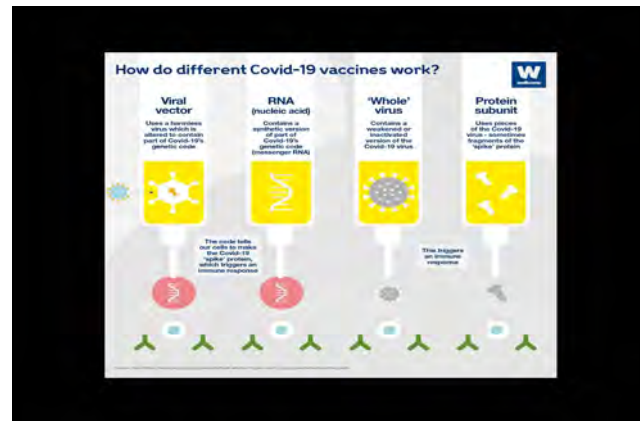 How do different Covid-19 vaccines work?
W
Viral
vector
Uses a harmless
virus which is
altered to contain
part of Covid-19's
genetic code
RNA
(nucleic acid)
Contains a
synthetic version
of part of
Covid-19's
genetic code
(messenger RNA)
'Whole'
virus
Contains a
weakened or
inactivated
version of the
Covid-19 virus
Protein
subunit
Uses pieces
of the Covid-19
virus - sometimes
fragments of the
'spike' protein
The code tells
our cells to make
the Covid-19
'spike' protein,
which triggers an
immune response
This triggers
an immune
response